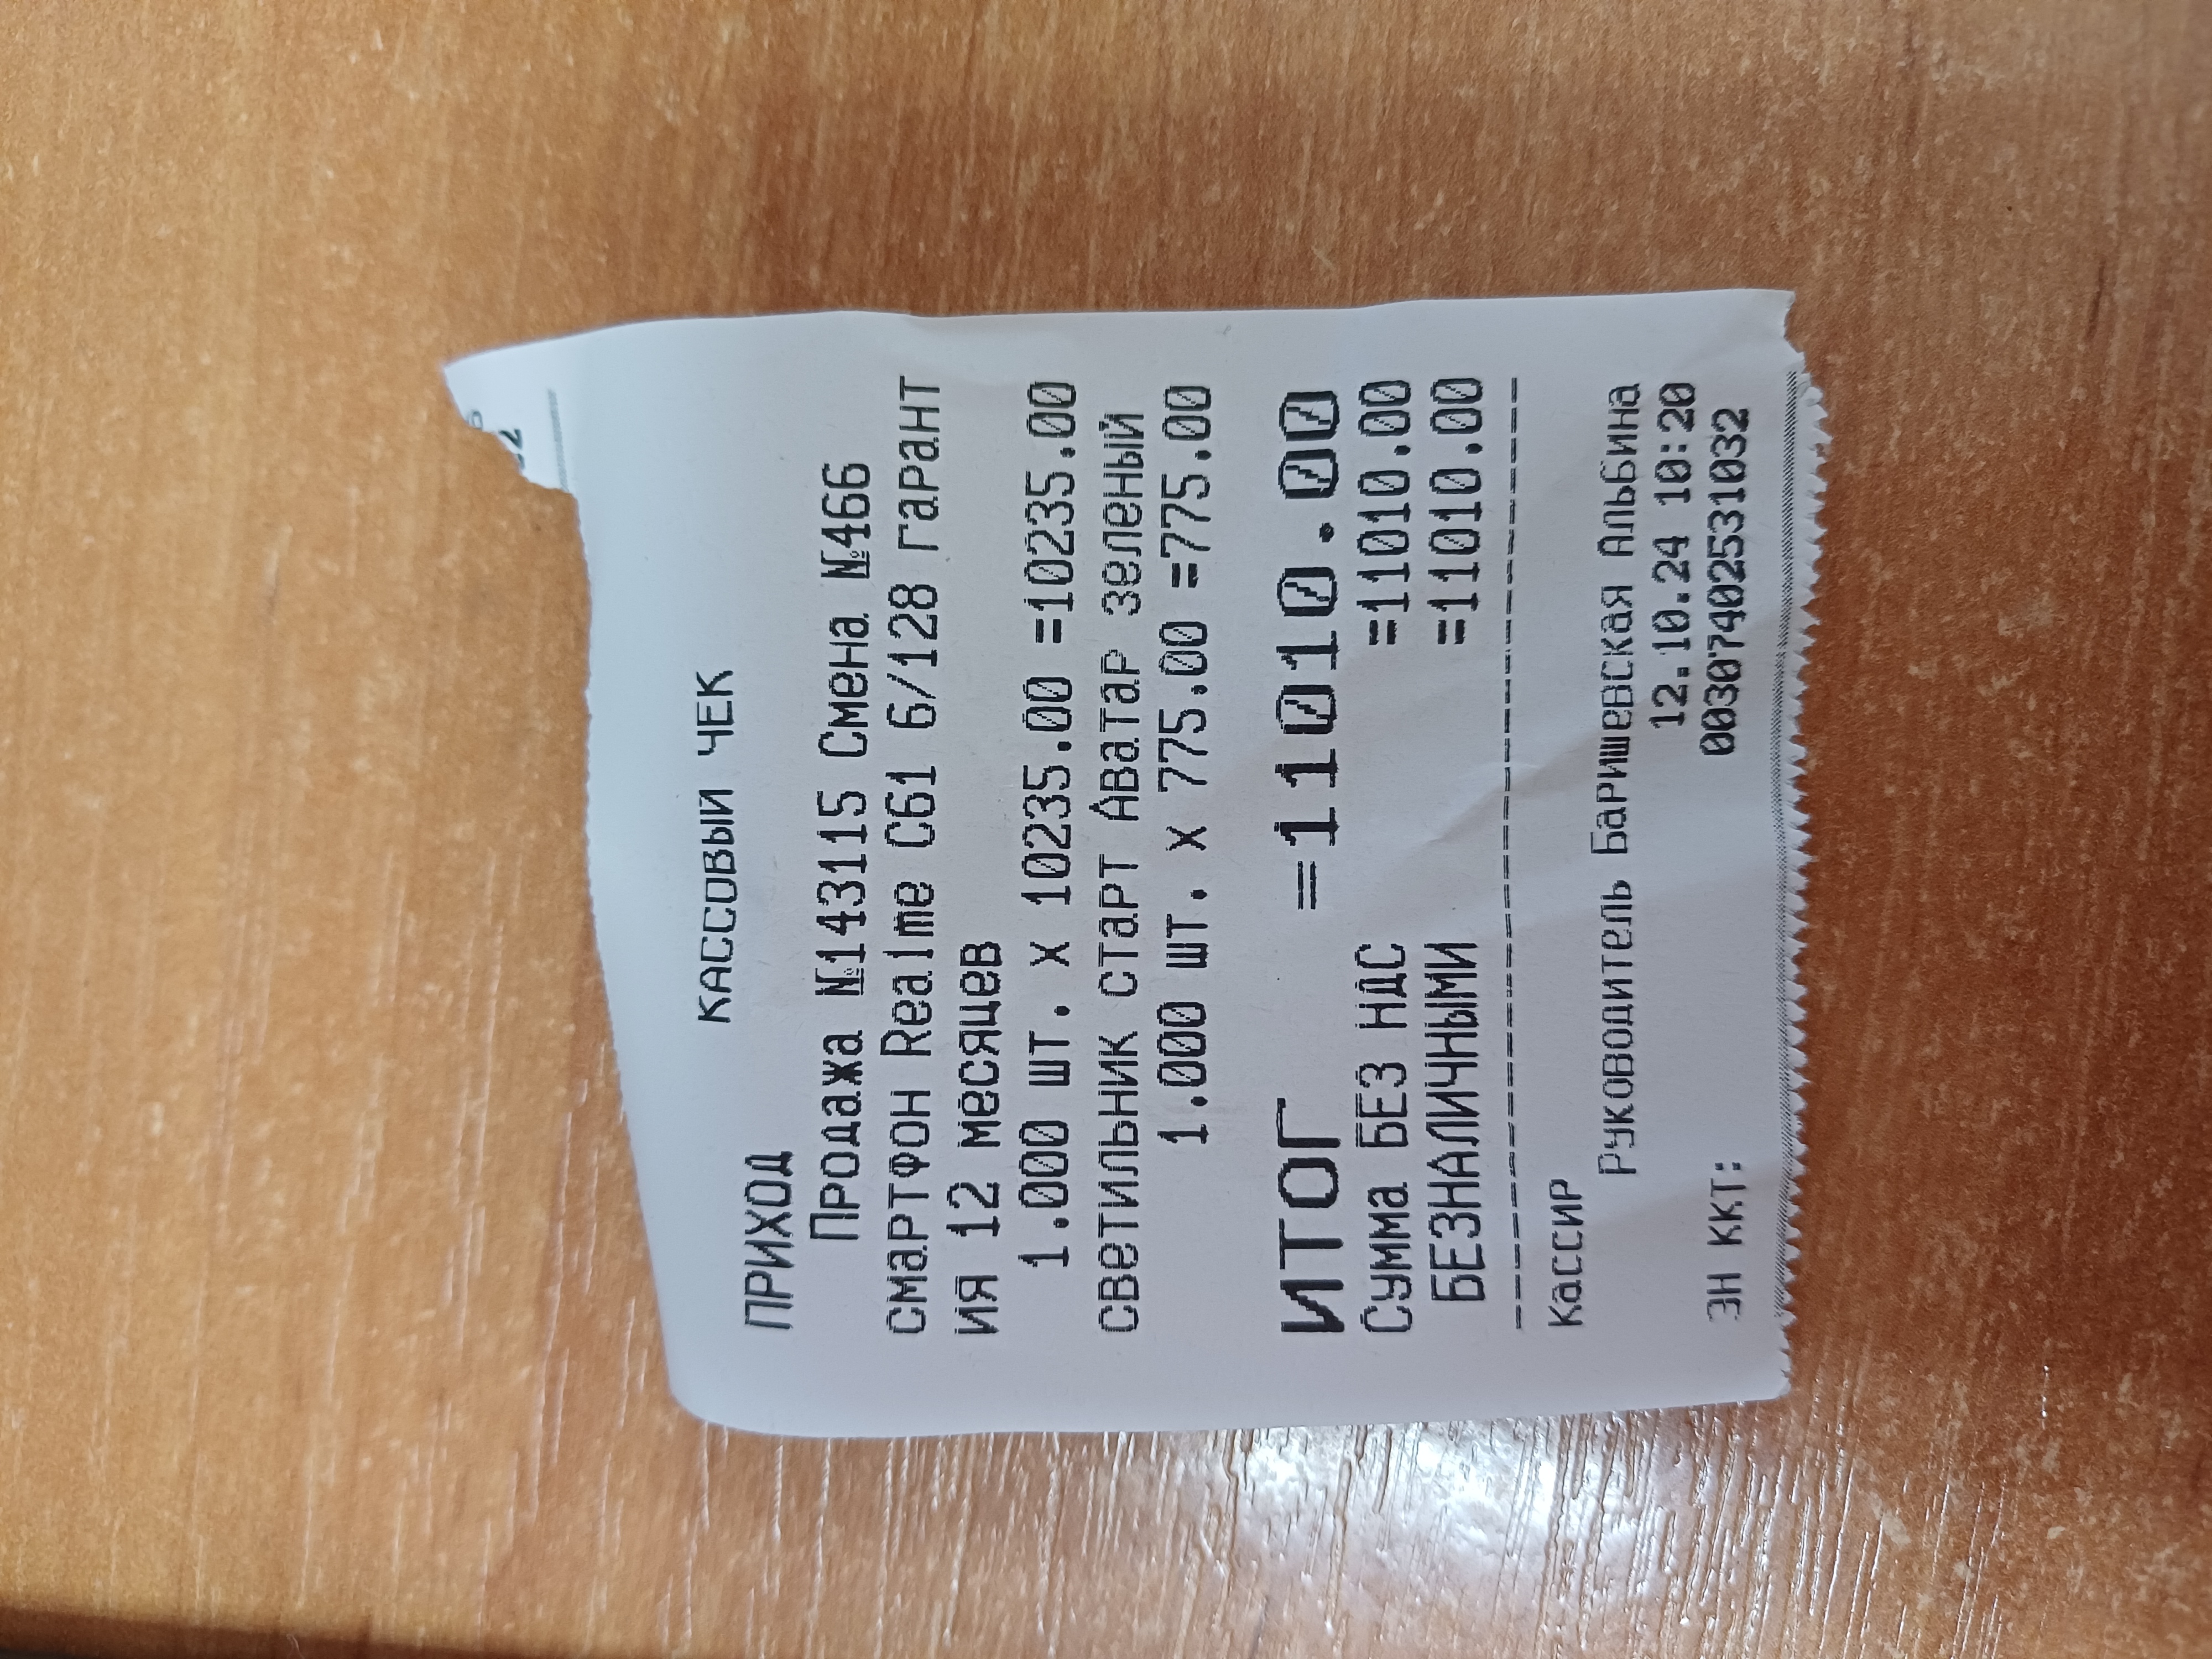 КАССОВЫЙ ЧЕК
ПРИХОД
Продажа №143115 Смена №466
смартфон Realme C61 6/128 гарант
ия 12 месяцев
1.000 шт. X 10235.00 =10235.00
светильник СТАРТ Аватар зеленый
1.000 шт. X 775.00 =775.00
ИТОГ =11010.00
Сумма БЕЗ НДС =11010.00
БЕЗНАЛИЧНЫМИ =11010.00
Кассир
Руководитель Баришевская Альбина
12.10.24 10:20
ЗН ККТ: 00307402531032